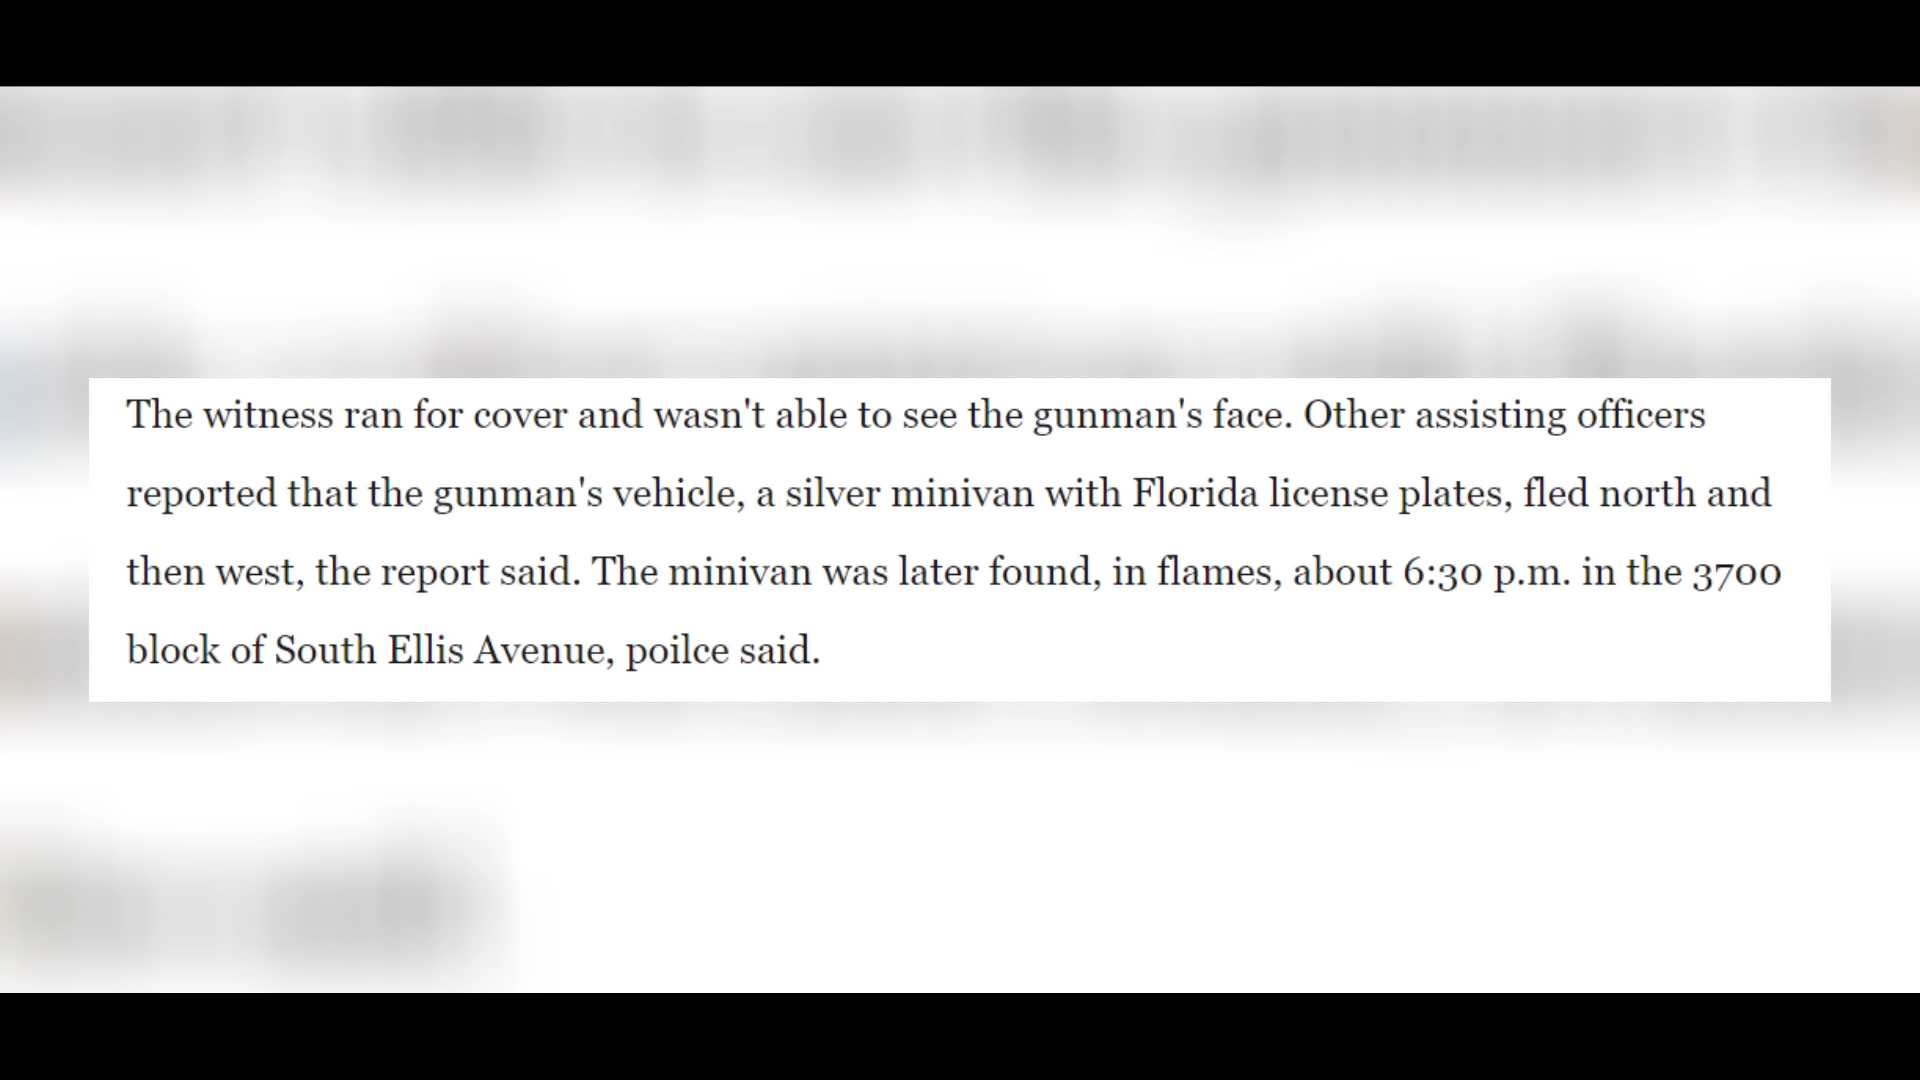 The witness ran for cover and wasn't able to see the gunman's face. Other assisting officers
reported that the gunman's vehicle, a silver minivan with Florida license plates, fled north and
then west, the report said. The minivan was later found, in flames, about 6:30 p.m. in the 3700
block of South Ellis Avenue, poilce said.